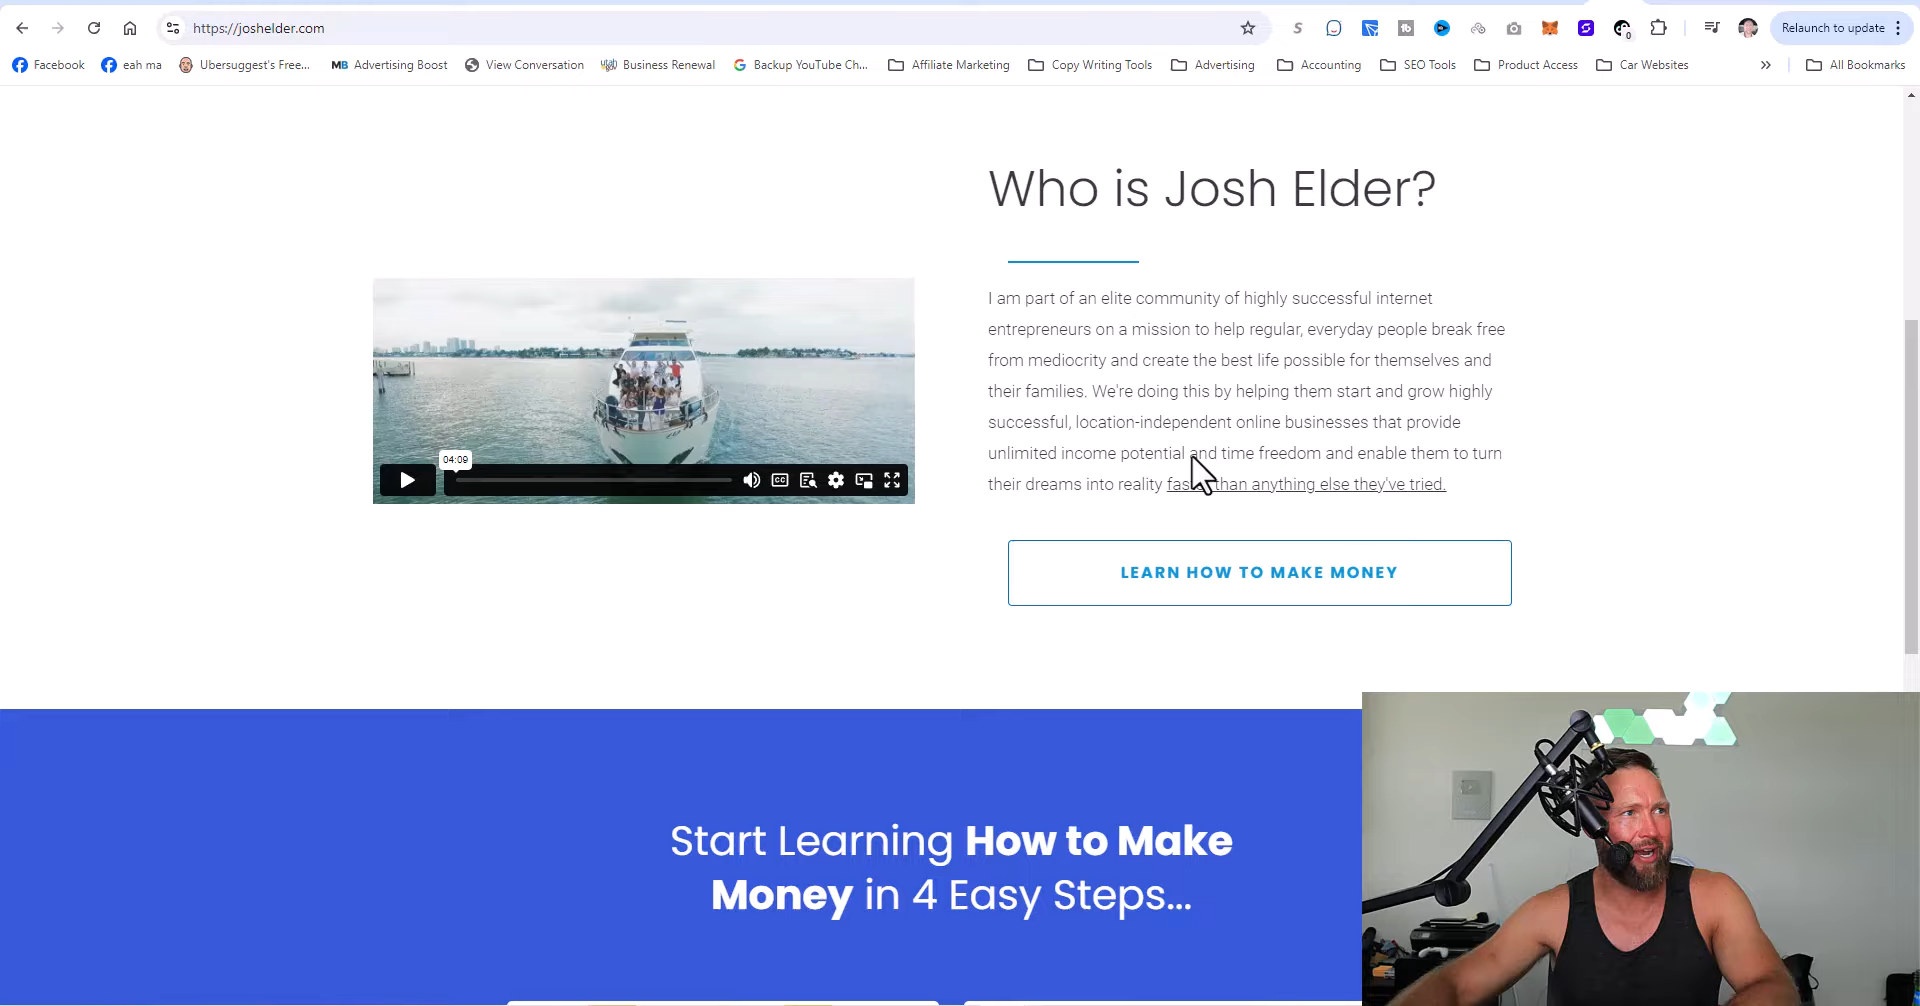 https://joshelder.com
Relaunch to update
Facebook
eah ma
Ubersuggest's Free...
MB Advertising Boost
View Conversation
Business Renewal
Backup YouTube Ch...
Affiliate Marketing
Copy Writing Tools
Advertising
Accounting
SEO Tools
Product Access
Car Websites
All Bookmarks
Who is Josh Elder?
I am part of an elite community of highly successful internet
entrepreneurs on a mission to help regular, everyday people break free
from mediocrity and create the best life possible for themselves and
their families. We're doing this by helping them start and grow highly
successful, location-independent online businesses that provide
unlimited income potential and time freedom and enable them to turn
their dreams into reality than anything else they've tried.
04:09
CC
LEARN HOW TO MAKE MONEY
Start Learning How to Make
Money in 4 Easy Steps...